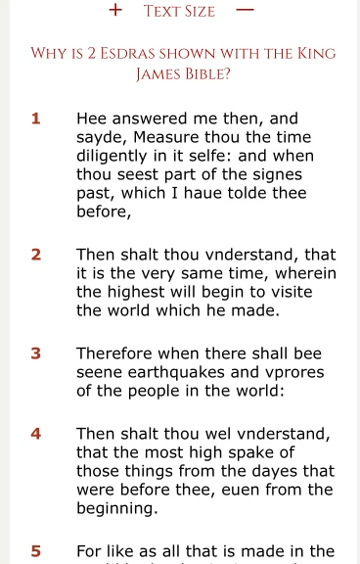 + Text Size —
Why is 2 Esdras shown with the King
James Bible?
1 Hee answered me then, and
sayde, Measure thou the time
diligently in it selfe: and when
thou seest part of the signes
past, which I haue tolde thee
before,
2 Then shalt thou vnderstand, that
it is the very same time, wherein
the highest will begin to visite
the world which he made.
3 Therefore when there shall bee
seene earthquakes and vprores
of the people in the world:
4 Then shalt thou wel vnderstand,
that the most high spake of
those things from the dayes that
were before thee, euen from the
beginning.
5 For like as all that is made in the